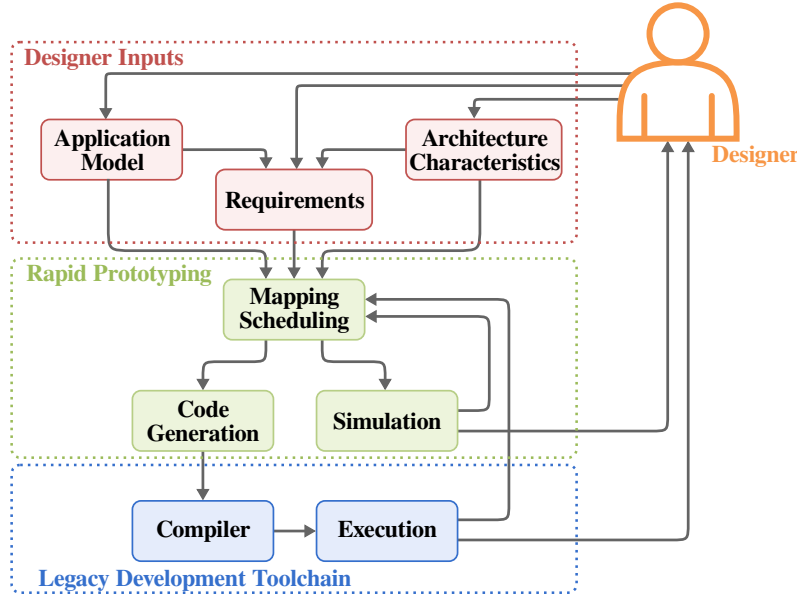 Designer Inputs
Application
Model
Architecture
Characteristics
Designer
Requirements
Rapid Prototyping
Mapping
Scheduling
Code
Generation
Simulation
Compiler
Execution
Legacy Development Toolchain